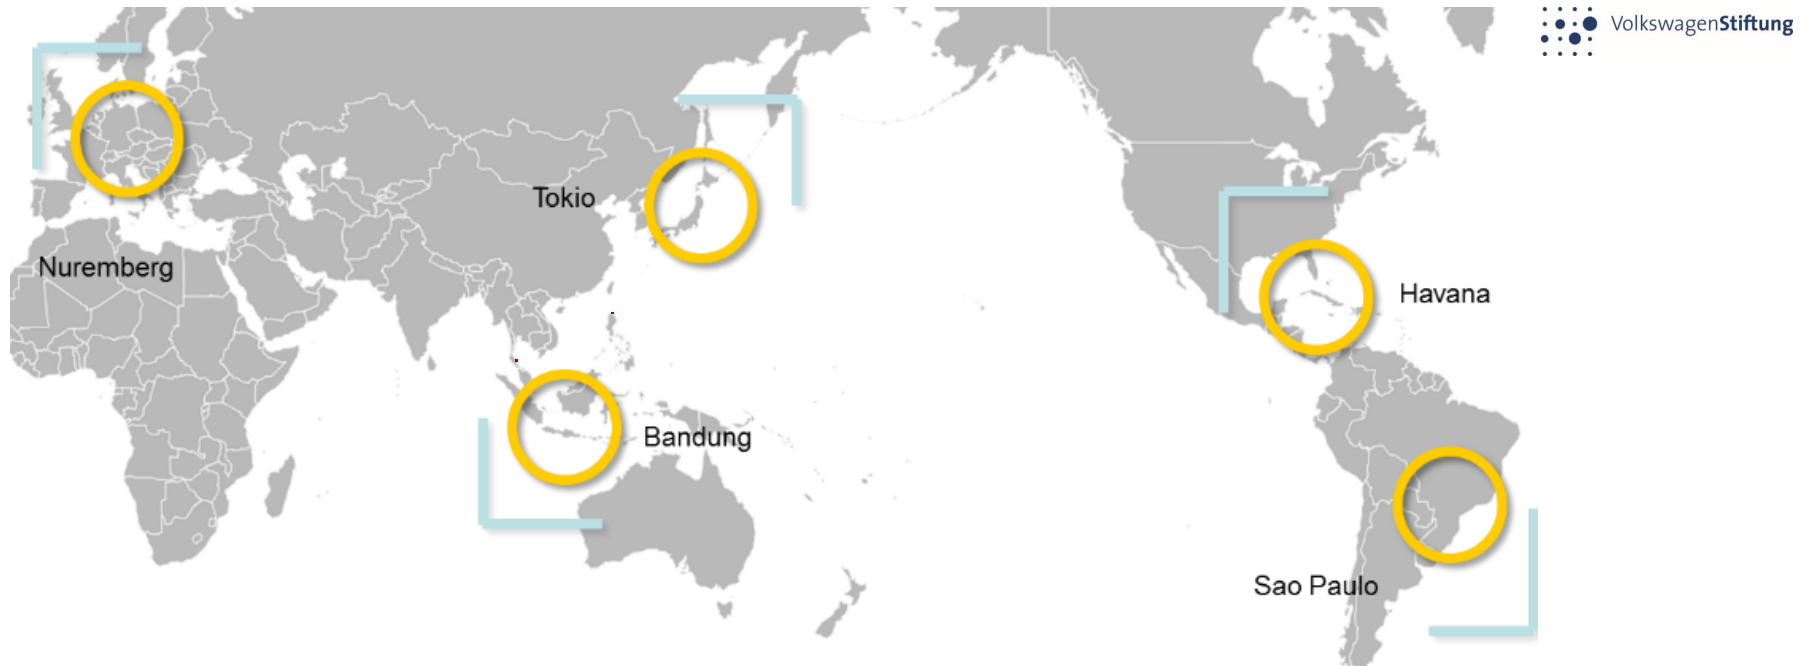 VolkswagenStiftung
Tokio
Nuremberg
Havana
Bandung
Sao Paulo